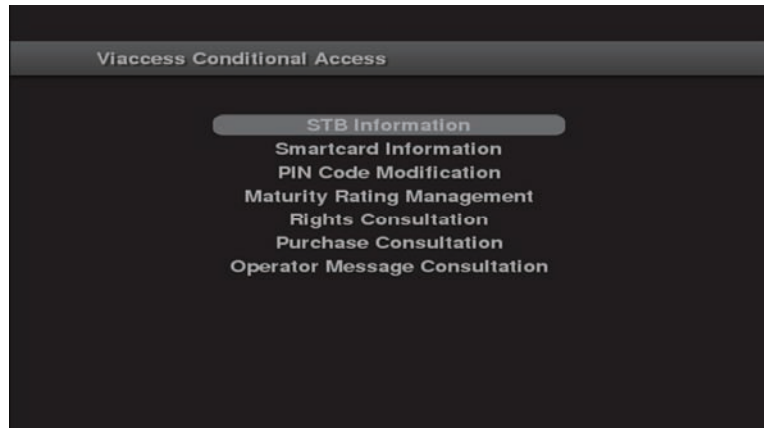 Viaccess Conditional Access
STB Information
Smartcard Information
PIN Code Modification
Maturity Rating Management
Rights Consultation
Purchase Consultation
Operator Message Consultation